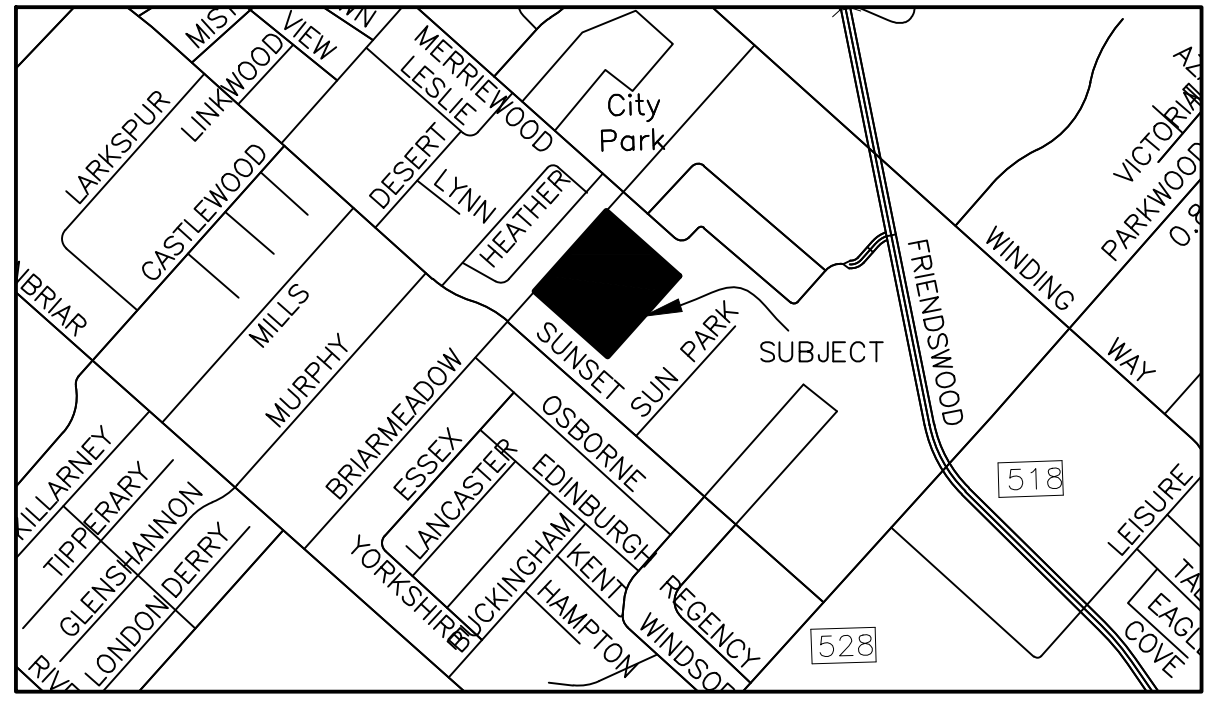 MIST
VIEW
LINKWOOD
MERRIEWOOD
LESLIE
City
Park
LARKSPUR
DESERT
LYNN
HEATHER
CASTLEWOOD
VICTORIA
PARKWOOD
WINDING
WAY
FRIENDSWOOD
MILLS
MURPHY
SUNSET
SUN PARK
SUBJECT
BRIARMEADOW
OSBORNE
ESSEX
LANCASTER
EDINBURGH
518
KILLARNEY
TIPPERARY
GLENSHANNON
LONDON DERRY
YORKSHIRE
BUCKINGHAM
KENT
HAMPTON
REGENCY
WINDSOR
528
LEISURE
COVE